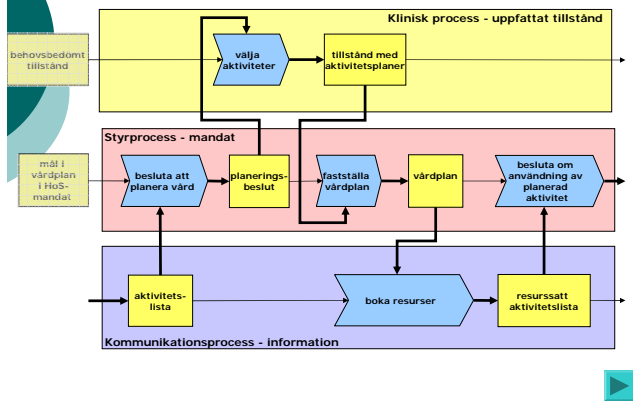 Klinisk process - uppfattat tillstånd
behovsbedömt
tillstånd
välja
aktiviteter
tillstånd med
aktivitetsplaner
Styrprocess - mandat
mål i
vårdplan
i HoS-
mandat
besluta att
planera vård
planerings-
beslut
fastställa
vårdplan
vårdplan
besluta om
användning av
planerad
aktivitet
aktivitets-
lista
boka resurser
resurssatt
aktivitetslista
Kommunikationsprocess - information